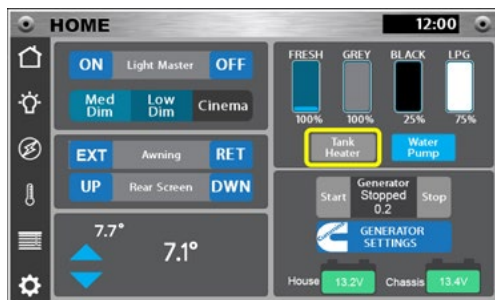 HOME
12:00
ON Light Master OFF
Med Dim Low Dim Cinema
EXT Awning RET
UP Rear Screen DWN
7.7°
7.1°
FRESH GREY BLACK LPG
100% 100% 25% 75%
Tank Heater
Water Pump
Start
Generator
Stopped
0.2
Stop
GENERATOR
SETTINGS
House 13.2V Chassis 13.4V